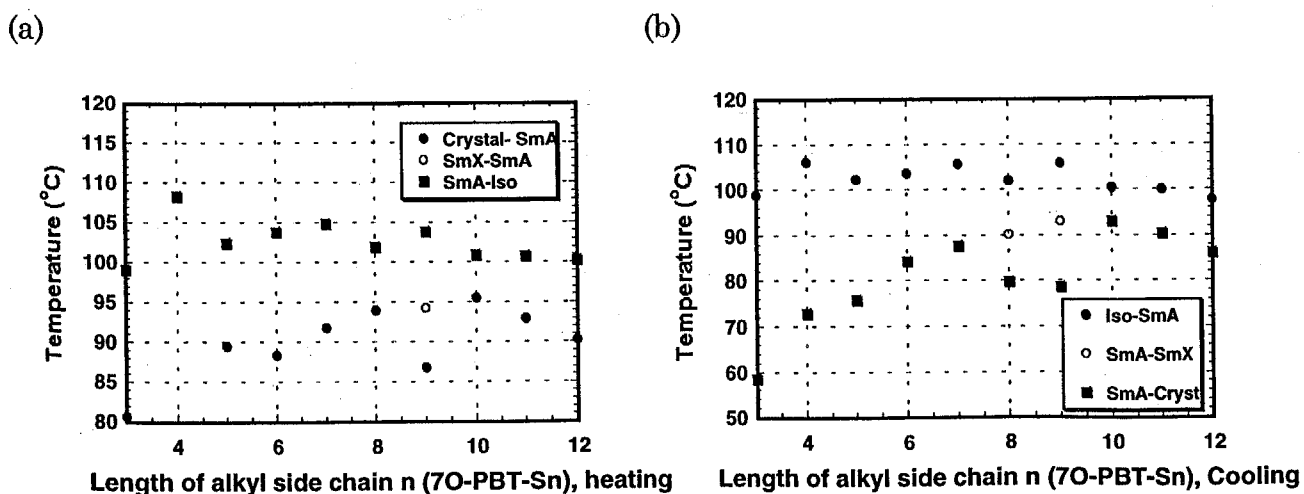 (a)
(b)
120
115
110
105
100
95
90
85
80
Temperature (°C)
Crystal- SmA
SmX-SmA
SmA-Iso
4
6
8
10
12
Length of alkyl side chain n (7O-PBT-Sn), heating
120
110
100
90
80
70
60
50
Temperature (°C)
Iso-SmA
SmA-SmX
SmA-Cryst
4
6
8
10
12
Length of alkyl side chain n (7O-PBT-Sn), Cooling